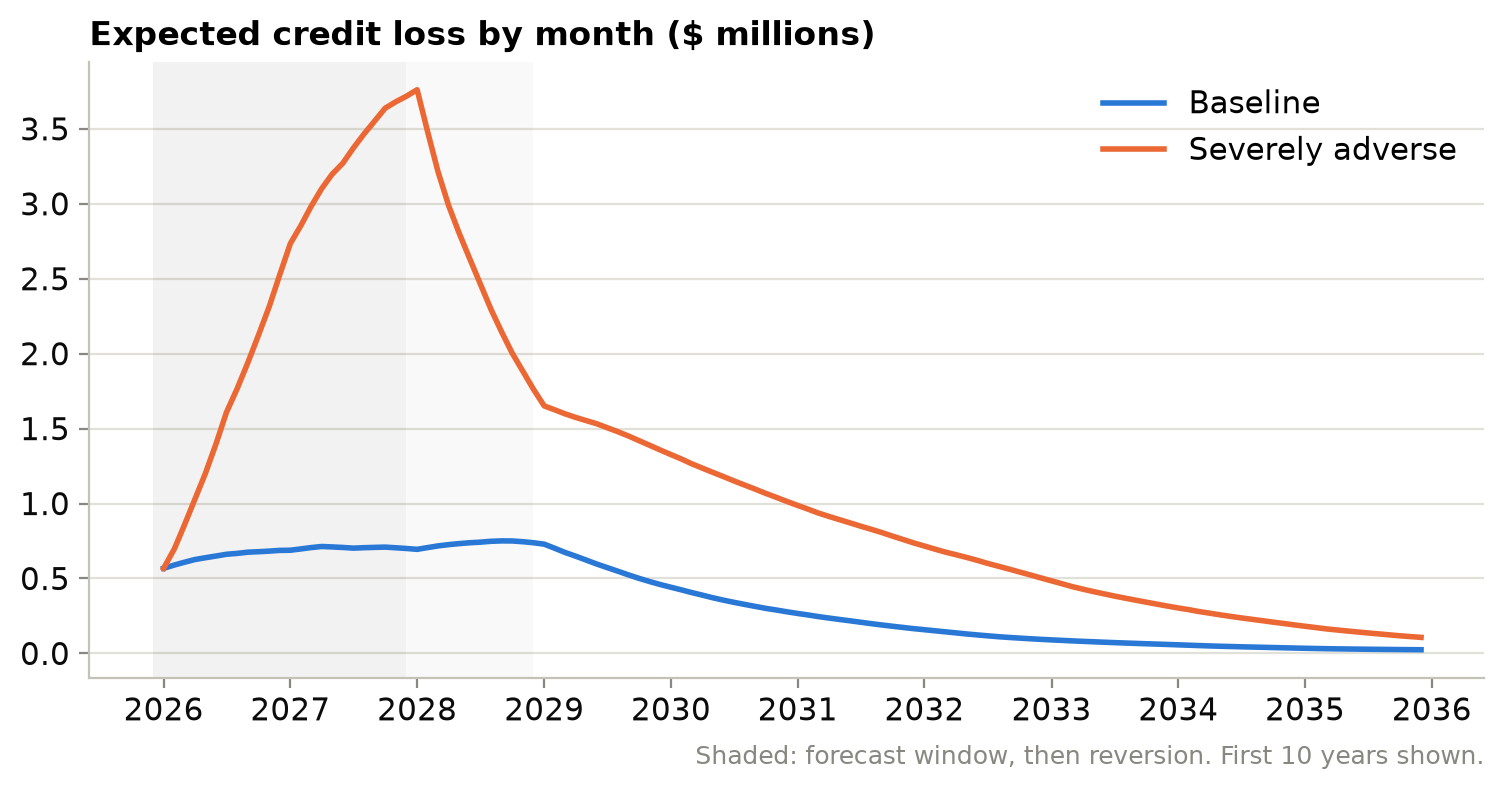 Expected credit loss by month ($ millions)
Baseline
Severely adverse
3.5
3.0
2.5
2.0
1.5
1.0
0.5
0.0
2026 2027 2028 2029 2030 2031 2032 2033 2034 2035 2036
Shaded: forecast window, then reversion. First 10 years shown.